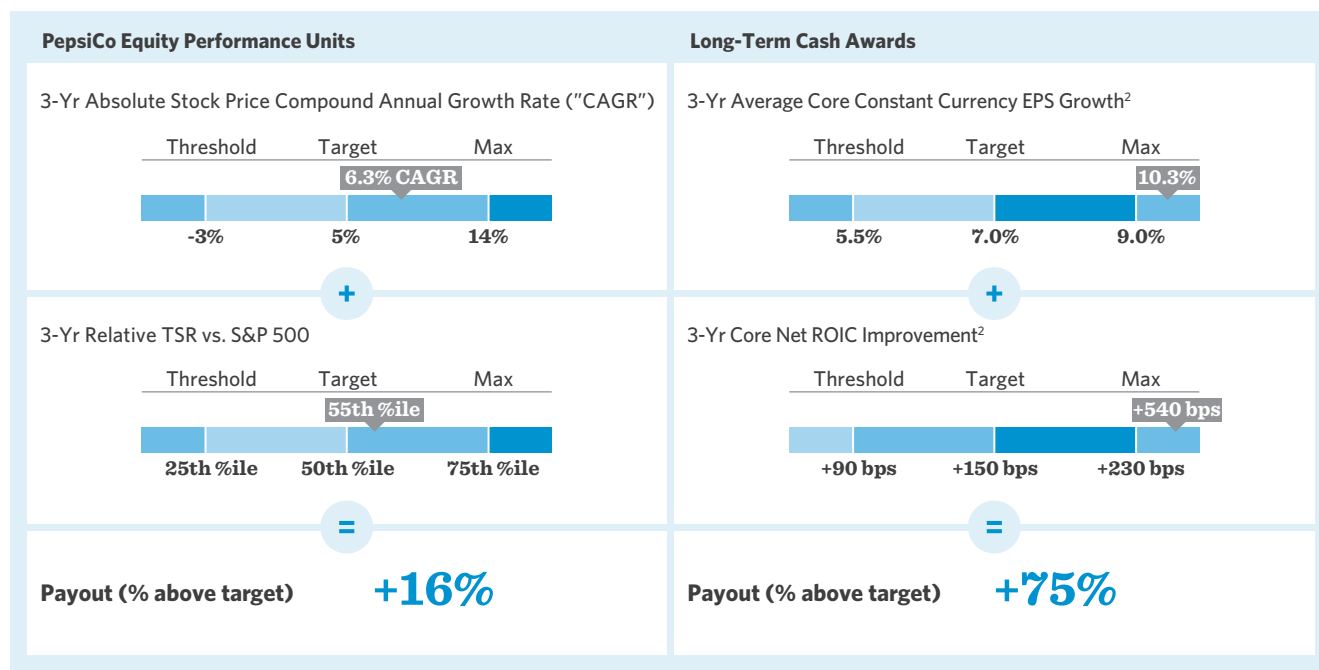 PepsiCo Equity Performance Units
3-Yr Absolute Stock Price Compound Annual Growth Rate ("CAGR")
Threshold Target Max
6.3% CAGR
-3% 5% 14%
+
3-Yr Relative TSR vs. S&P 500
Threshold Target Max
55th %ile
25th %ile 50th %ile 75th %ile
=
Payout (% above target) +16%
Long-Term Cash Awards
3-Yr Average Core Constant Currency EPS Growth²
Threshold Target Max
10.3%
5.5% 7.0% 9.0%
+
3-Yr Core Net ROIC Improvement²
Threshold Target Max
+540 bps
+90 bps +150 bps +230 bps
=
Payout (% above target) +75%